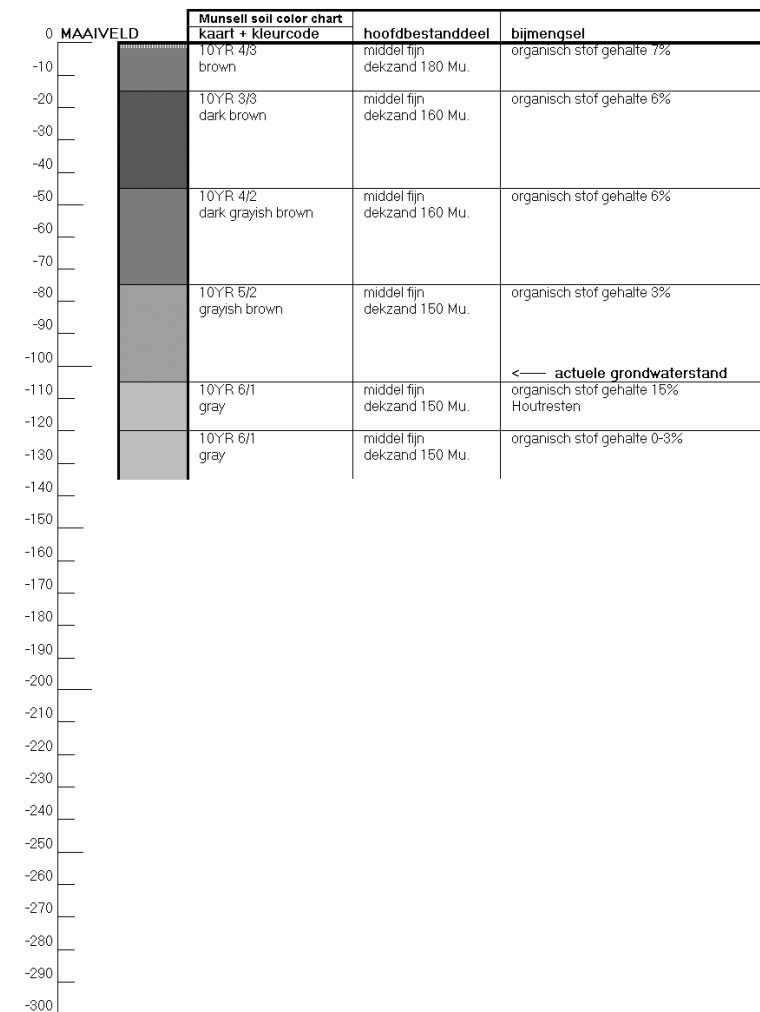 Munsell soil color chart
0 MAAIVELD kaart + kleurcode hoofdbestanddeel bijmengsel
10YR 4/3 middel fijn organisch stof gehalte 7%
-10 brown dekzand 180 Mu.
-20 10YR 3/3 middel fijn organisch stof gehalte 6%
dark brown dekzand 160 Mu.
-30
-40
-50 10YR 4/2 middel fijn organisch stof gehalte 6%
dark grayish brown dekzand 160 Mu.
-60
-70
-80 10YR 5/2 middel fijn organisch stof gehalte 3%
grayish brown dekzand 150 Mu.
-90
-100
<—— actuele grondwaterstand
-110 10YR 6/1 middel fijn organisch stof gehalte 15%
gray dekzand 150 Mu. Houtresten
-120
10YR 6/1 middel fijn organisch stof gehalte 0-3%
-130 gray dekzand 150 Mu.
-140
-150
-160
-170
-180
-190
-200
-210
-220
-230
-240
-250
-260
-270
-280
-290
-300